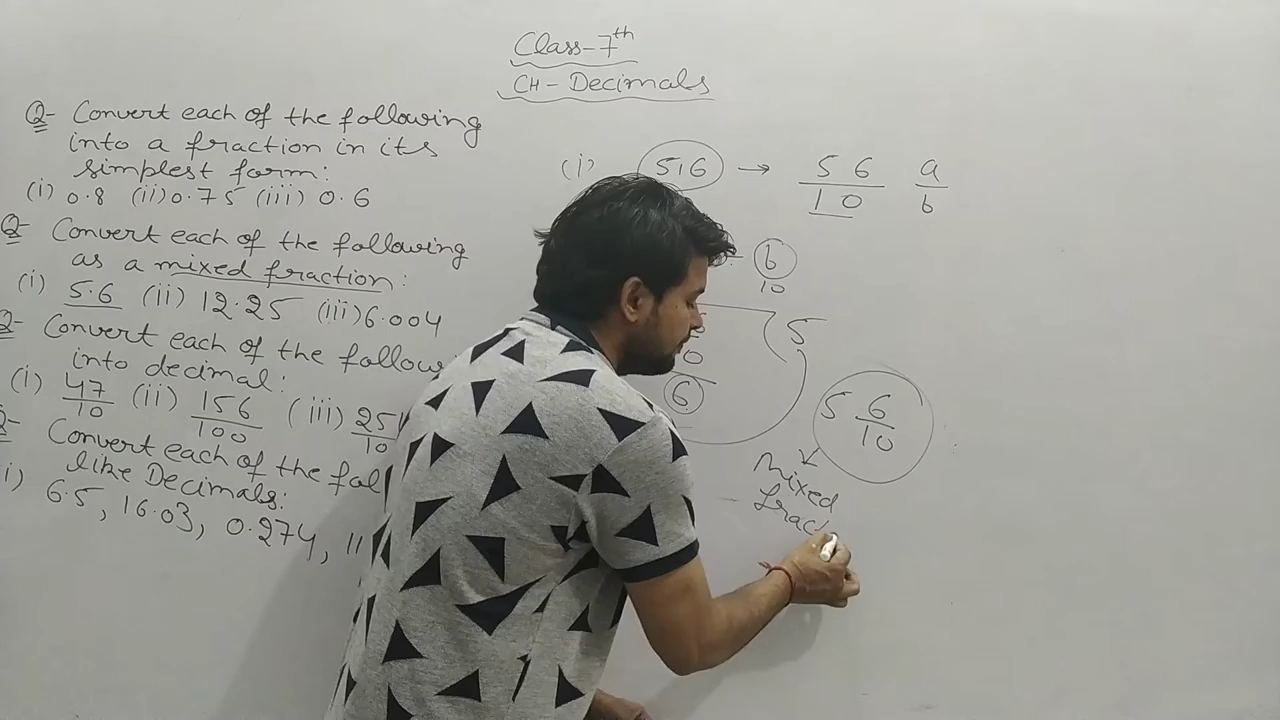 Class-7th
CH-Decimals
Q- Convert each of the following
into a fraction in its
simplest form:
(i) 0.8 (ii) 0.75 (iii) 0.6
Q- Convert each of the following
as a mixed fraction:
(i) 5.6 (ii) 12.25 (iii) 6.004
Q- Convert each of the follow
into decimal:
(i) 47/10 (ii) 156/100 (iii) 251/10
Convert each of the fol
like Decimals:
i) 6.5, 16.03, 0.274, 11
(i) 5.6 → 56/10 a/b
6/10
5
0
6
5 6/10
Mixed
fract